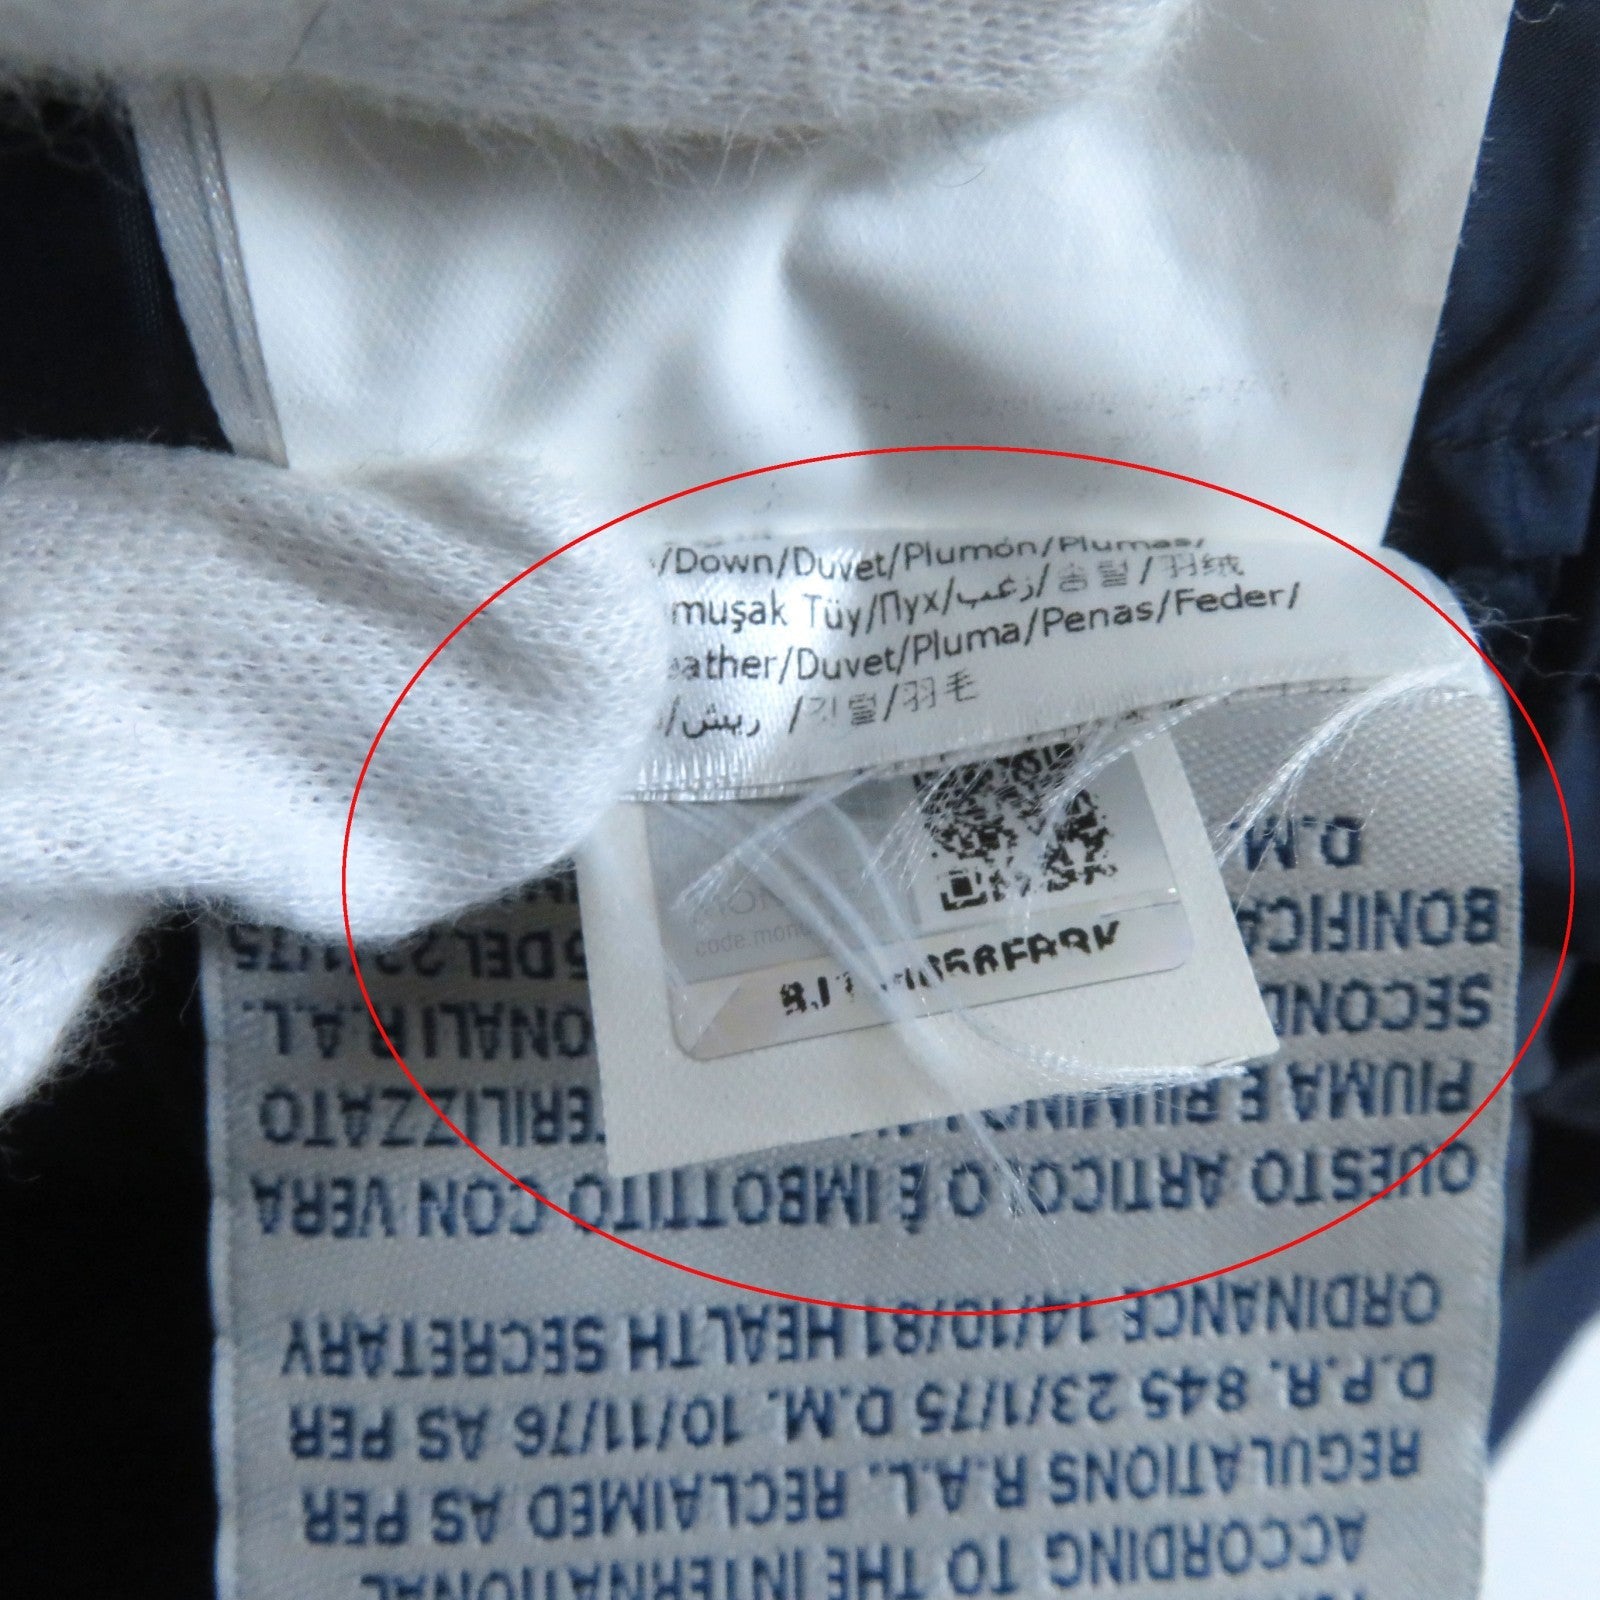 /Down/Duvet/Plumón/Plumas/
muşak Tüy/Пух/زغب/솜털/羽绒
eather/Duvet/Pluma/Penas/Feder/
/ريش /깃털/羽毛
D.M.
BONIFICA
5 DEL 23/1/75
SECOND
ONALI R.A.L.
PIUMA E PIUMINO
TERILIZZATO
QUESTO ARTICOLO É IMBOTTITO CON VERA
ORDINANCE 14/10/81 HEALTH SECRETARY
D.P.R. 845 23/1/75 D.M. 10/11/76 AS PER
REGULATIONS R.A.L. RECLAIMED AS PER
ACCORDING TO THE INTERNATIONAL